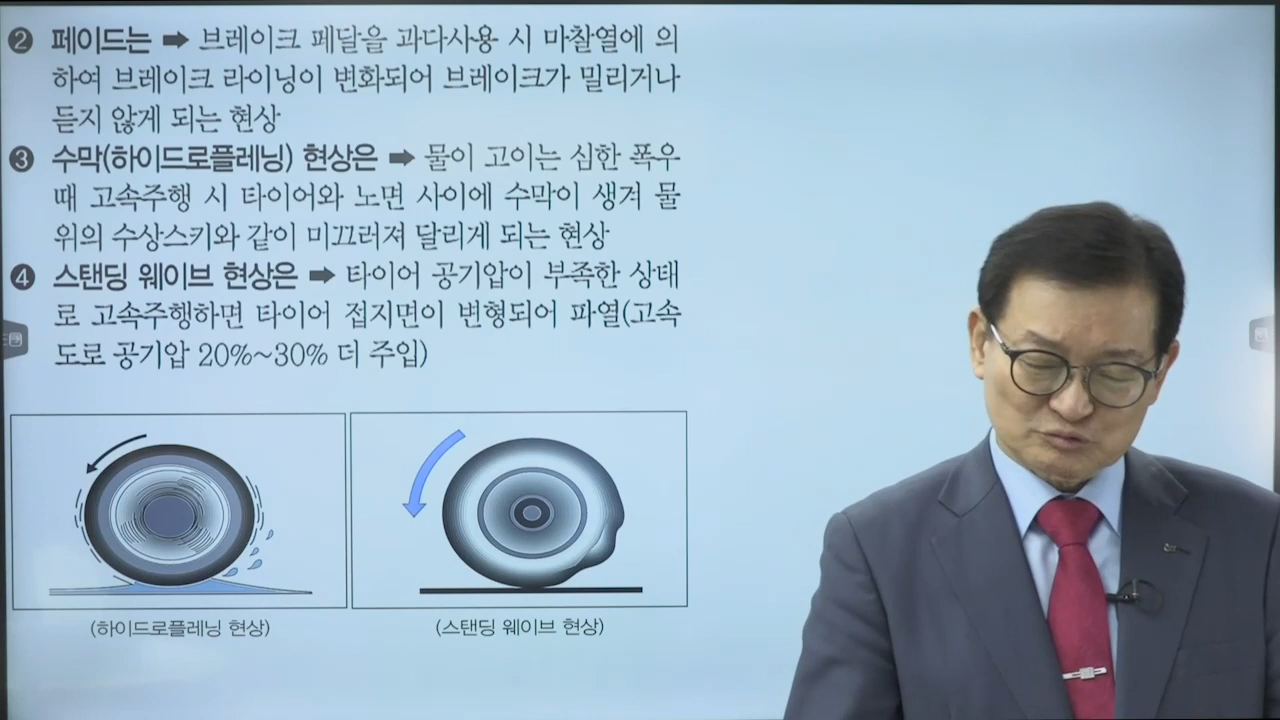 ❷ 페이드는 ➡ 브레이크 페달을 과다사용 시 마찰열에 의
하여 브레이크 라이닝이 변화되어 브레이크가 밀리거나
듣지 않게 되는 현상
❸ 수막(하이드로플레닝) 현상은 ➡ 물이 고이는 심한 폭우
때 고속주행 시 타이어와 노면 사이에 수막이 생겨 물
위의 수상스키와 같이 미끄러져 달리게 되는 현상
❹ 스탠딩 웨이브 현상은 ➡ 타이어 공기압이 부족한 상태
로 고속주행하면 타이어 접지면이 변형되어 파열(고속
도로 공기압 20%~30% 더 주입)
(하이드로플레닝 현상)
(스탠딩 웨이브 현상)